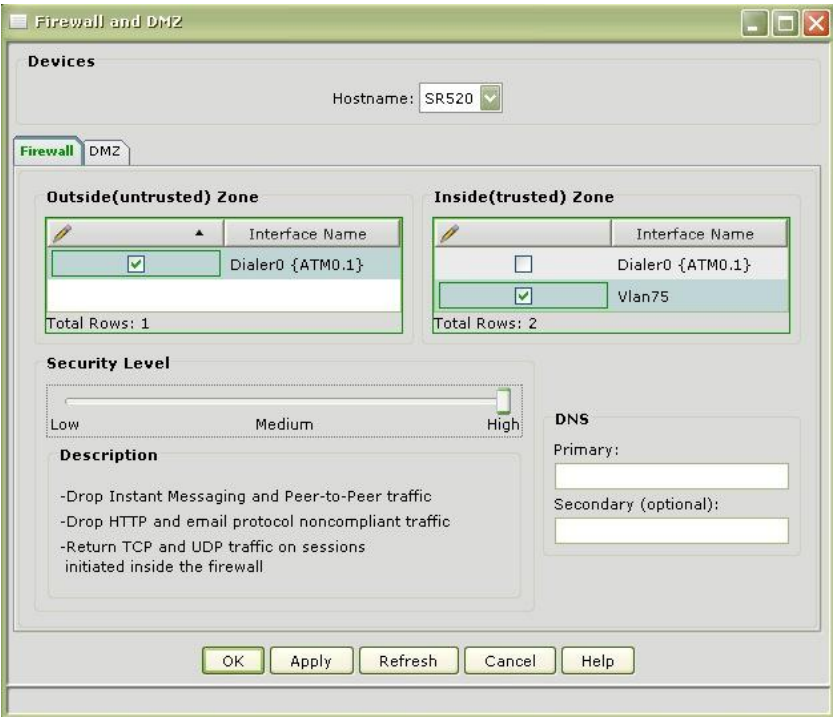 Firewall and DMZ
Devices
Hostname: SR520
Firewall DMZ
Outside(untrusted) Zone
Interface Name
Dialer0 {ATM0.1}
Total Rows: 1
Inside(trusted) Zone
Interface Name
Dialer0 {ATM0.1}
Vlan75
Total Rows: 2
Security Level
Low Medium High
Description
-Drop Instant Messaging and Peer-to-Peer traffic
-Drop HTTP and email protocol noncompliant traffic
-Return TCP and UDP traffic on sessions
initiated inside the firewall
DNS
Primary:
Secondary (optional):
OK Apply Refresh Cancel Help